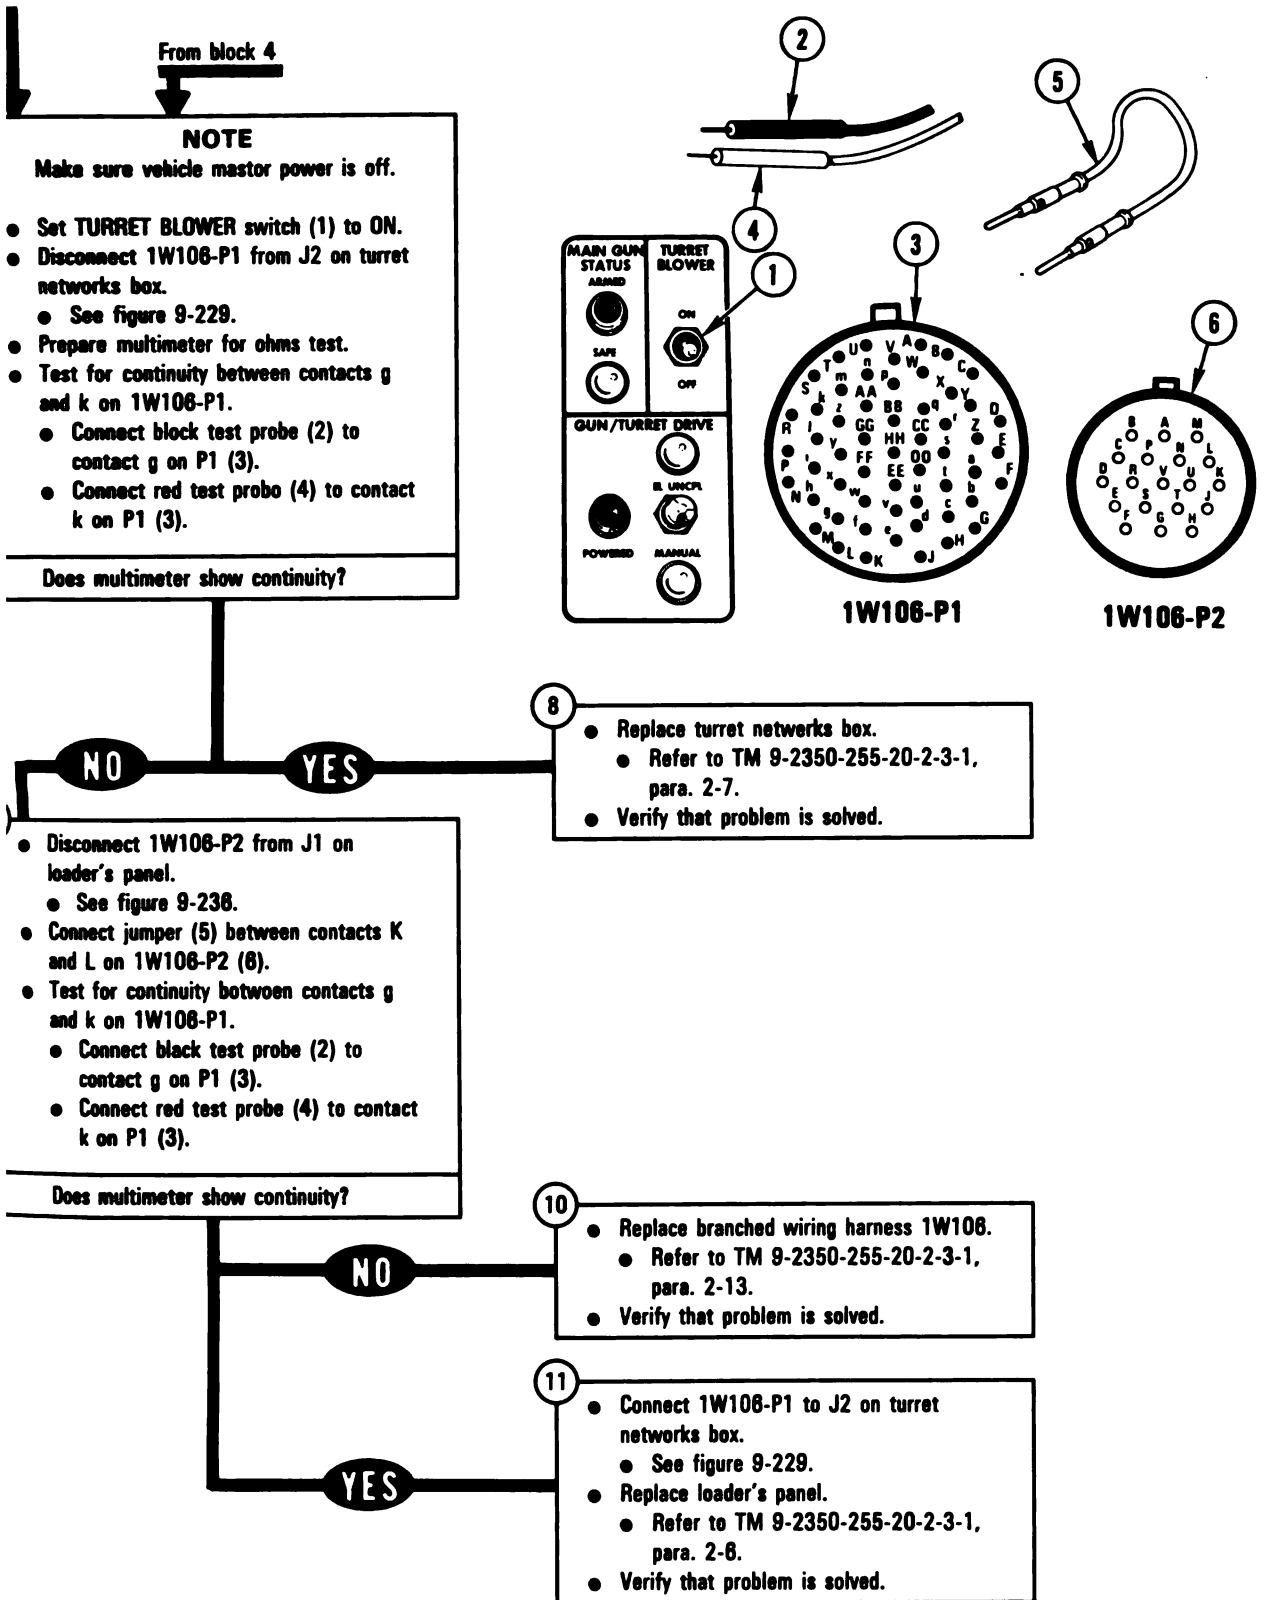 From block 4
NOTE
Make sure vehicle mastor power is off.
● Set TURRET BLOWER switch (1) to ON.
● Disconnect 1W106-P1 from J2 on turret
networks box.
● See figure 9-229.
● Prepare multimeter for ohms test.
● Test for continuity between contacts g
and k on 1W106-P1.
● Connect block test probe (2) to
contact g on P1 (3).
● Connect red test probo (4) to contact
k on P1 (3).
Does multimeter show continuity?
2
5
4
3
1
6
MAIN GUN
STATUS
ARMED
SAFE
TURRET
BLOWER
ON
OFF
GUN/TURRET DRIVE
EL UNCPL
POWERED
MANUAL
U V A B
T n W C
S m P X Y
k AA BB q D
R l z GG CC r Z E
y HH s
P i FF EE OO t a F
N h x w u b
g f v d c G
M e H
L K J
1W106-P1
B A M
C P N L
D R V U K
E S T J
F G H
1W106-P2
NO
YES
8
● Replace turret netwerks box.
● Refer to TM 9-2350-255-20-2-3-1,
para. 2-7.
● Verify that problem is solved.
● Disconnect 1W106-P2 from J1 on
loader's panel.
● See figure 9-236.
● Connect jumper (5) between contacts K
and L on 1W106-P2 (6).
● Test for continuity botwoen contacts g
and k on 1W106-P1.
● Connect black test probe (2) to
contact g on P1 (3).
● Connect red test probe (4) to contact
k on P1 (3).
Does multimeter show continuity?
NO
10
● Replace branched wiring harness 1W106.
● Refer to TM 9-2350-255-20-2-3-1,
para. 2-13.
● Verify that problem is solved.
YES
11
● Connect 1W106-P1 to J2 on turret
networks box.
● See figure 9-229.
● Replace loader's panel.
● Refer to TM 9-2350-255-20-2-3-1,
para. 2-6.
● Verify that problem is solved.